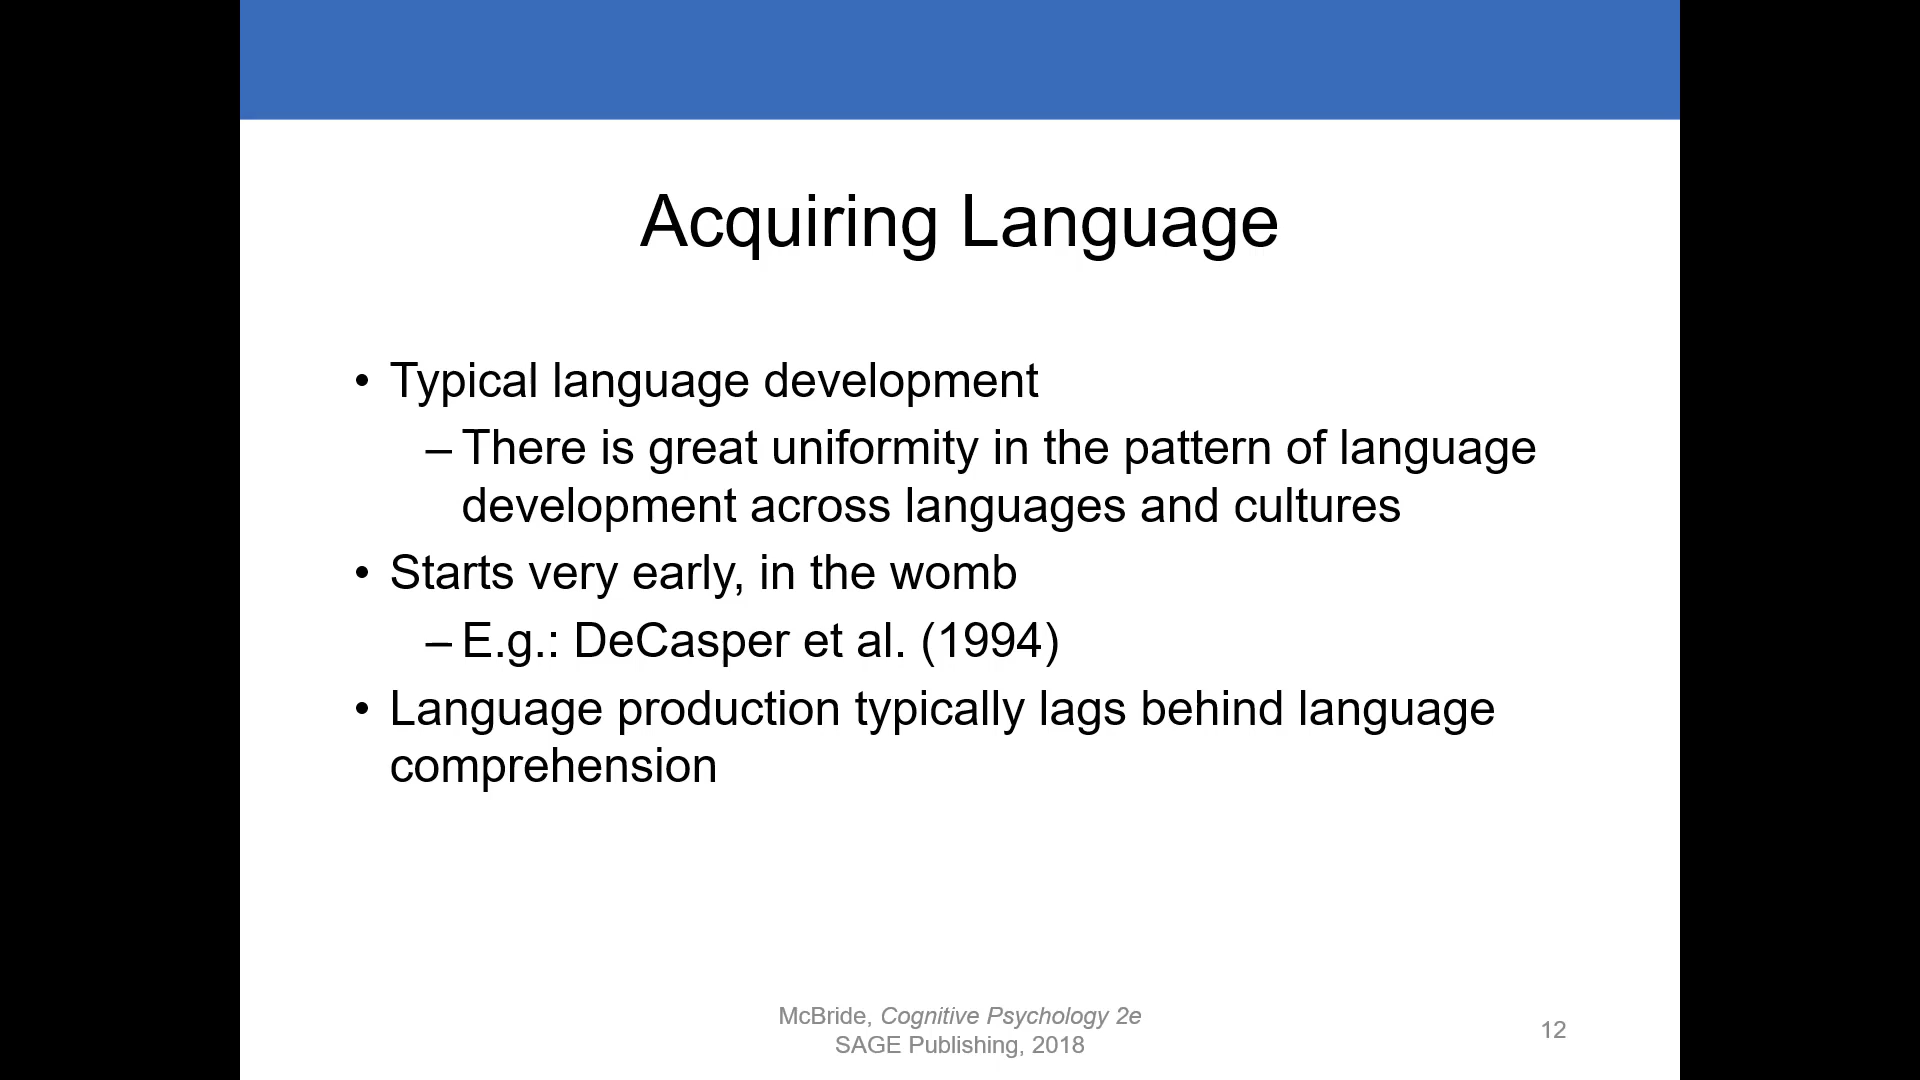 Acquiring Language
• Typical language development
– There is great uniformity in the pattern of language
development across languages and cultures
• Starts very early, in the womb
– E.g.: DeCasper et al. (1994)
• Language production typically lags behind language
comprehension
McBride, Cognitive Psychology 2e
SAGE Publishing, 2018
12